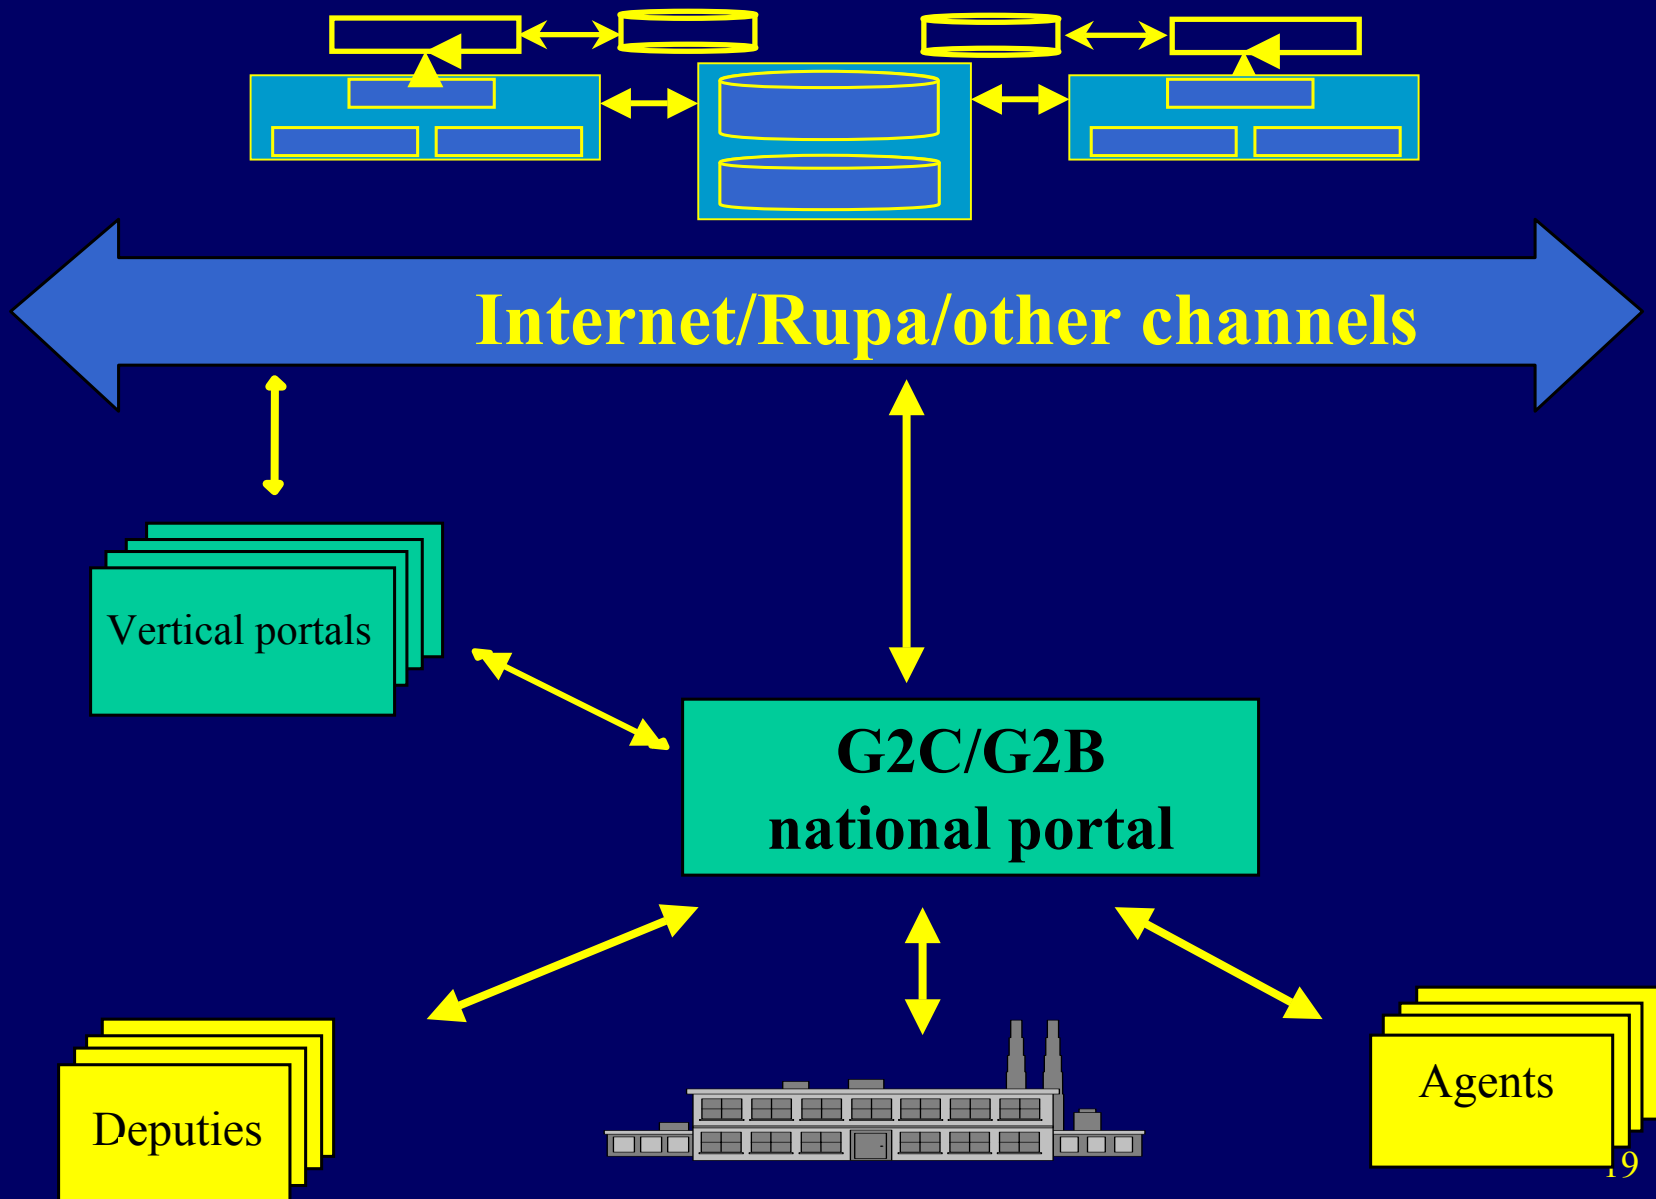 Internet/Rupa/other channels
Vertical portals
G2C/G2B
national portal
Deputies
Agents
19